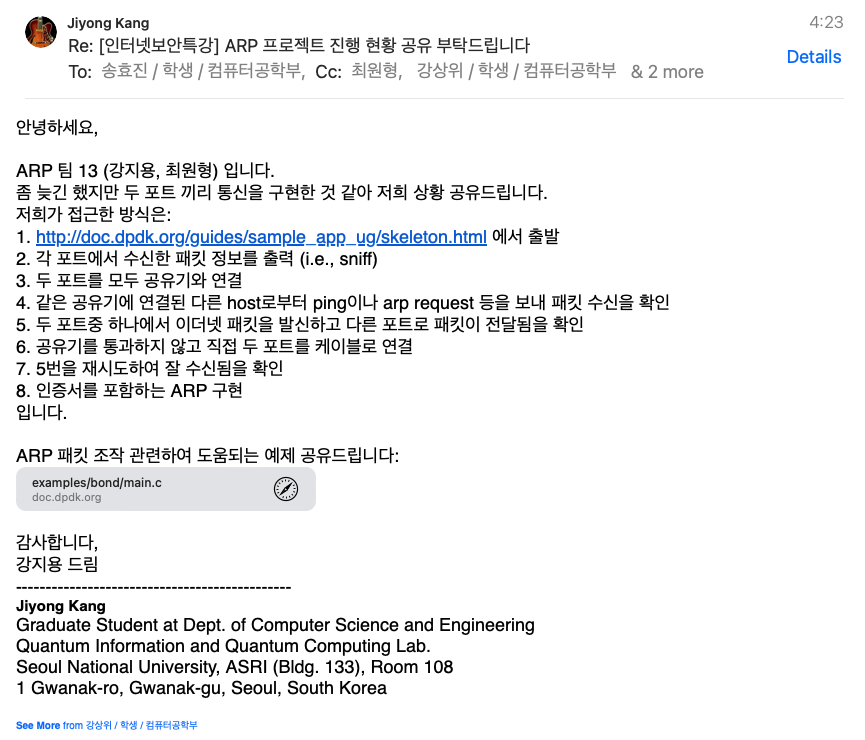 Jiyong Kang
4:23
Re: [인터넷보안특강] ARP 프로젝트 진행 현황 공유 부탁드립니다
Details
To: 송효진 / 학생 / 컴퓨터공학부, Cc: 최원형, 강상위 / 학생 / 컴퓨터공학부 & 2 more
안녕하세요,
ARP 팀 13 (강지용, 최원형) 입니다.
좀 늦긴 했지만 두 포트 끼리 통신을 구현한 것 같아 저희 상황 공유드립니다.
저희가 접근한 방식은:
1. http://doc.dpdk.org/guides/sample_app_ug/skeleton.html 에서 출발
2. 각 포트에서 수신한 패킷 정보를 출력 (i.e., sniff)
3. 두 포트를 모두 공유기와 연결
4. 같은 공유기에 연결된 다른 host로부터 ping이나 arp request 등을 보내 패킷 수신을 확인
5. 두 포트중 하나에서 이더넷 패킷을 발신하고 다른 포트로 패킷이 전달됨을 확인
6. 공유기를 통과하지 않고 직접 두 포트를 케이블로 연결
7. 5번을 재시도하여 잘 수신됨을 확인
8. 인증서를 포함하는 ARP 구현
입니다.
ARP 패킷 조작 관련하여 도움되는 예제 공유드립니다:
examples/bond/main.c
doc.dpdk.org
감사합니다,
강지용 드림
----------------------------------------------
Jiyong Kang
Graduate Student at Dept. of Computer Science and Engineering
Quantum Information and Quantum Computing Lab.
Seoul National University, ASRI (Bldg. 133), Room 108
1 Gwanak-ro, Gwanak-gu, Seoul, South Korea
See More from 강상위 / 학생 / 컴퓨터공학부